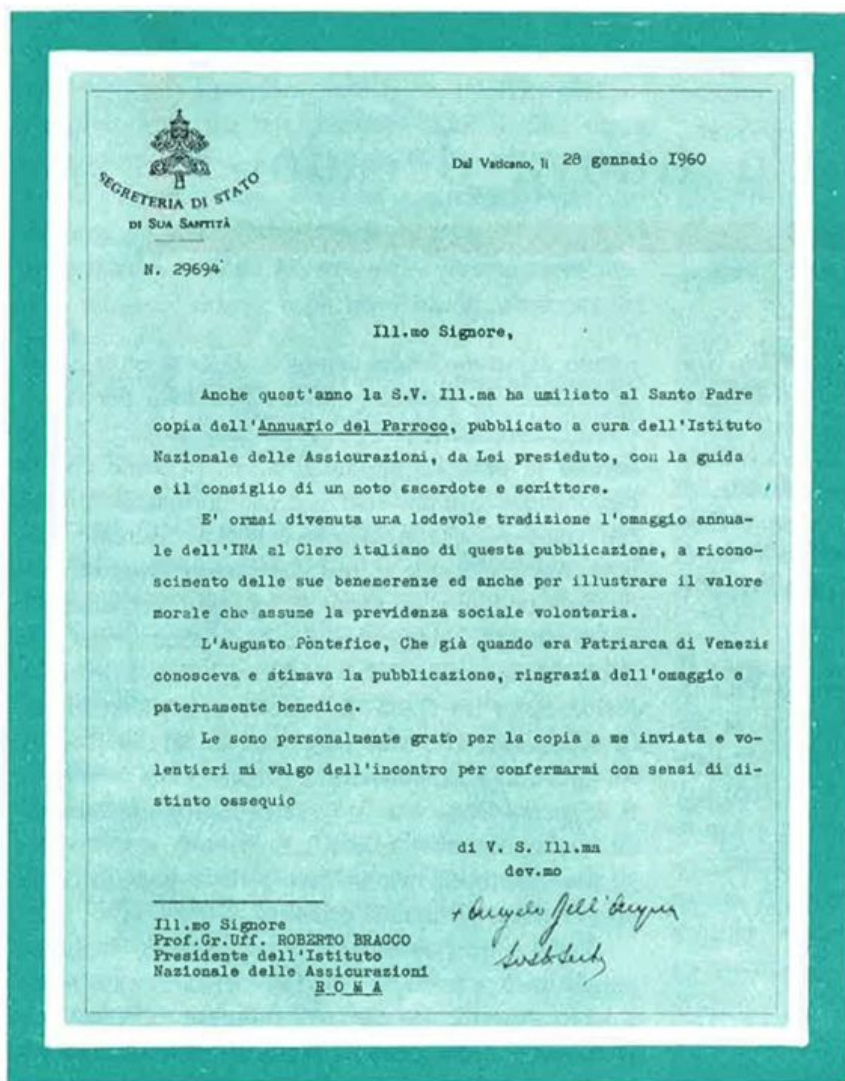 SEGRETERIA DI STATO
DI SUA SANTITÀ
N. 29694
Dal Vaticano, li 28 gennaio 1960
Ill.mo Signore,
Anche quest'anno la S.V. Ill.ma ha umiliato al Santo Padre
copia dell'Annuario del Parroco, pubblicato a cura dell'Istituto
Nazionale delle Assicurazioni, da Lei presieduto, con la guida
e il consiglio di un noto sacerdote e scrittore.
E' ormai divenuta una lodevole tradizione l'omaggio annua-
le dell'INA al Clero italiano di questa pubblicazione, a ricono-
scimento delle sue benemerenze ed anche per illustrare il valore
morale che assume la previdenza sociale volontaria.
L'Augusto Pontefice, Che già quando era Patriarca di Venezia
conosceva e stimava la pubblicazione, ringrazia dell'omaggio e
paternamente benedice.
Le sono personalmente grato per la copia a me inviata e vo-
lentieri mi valgo dell'incontro per confermarmi con sensi di di-
stinto ossequio
di V. S. Ill.ma
dev.mo
+ Angelo Dell'Acqua
Ill.mo Signore
Prof.Gr.Uff. ROBERTO BRACCO
Presidente dell'Istituto
Nazionale delle Assicurazioni
ROMA